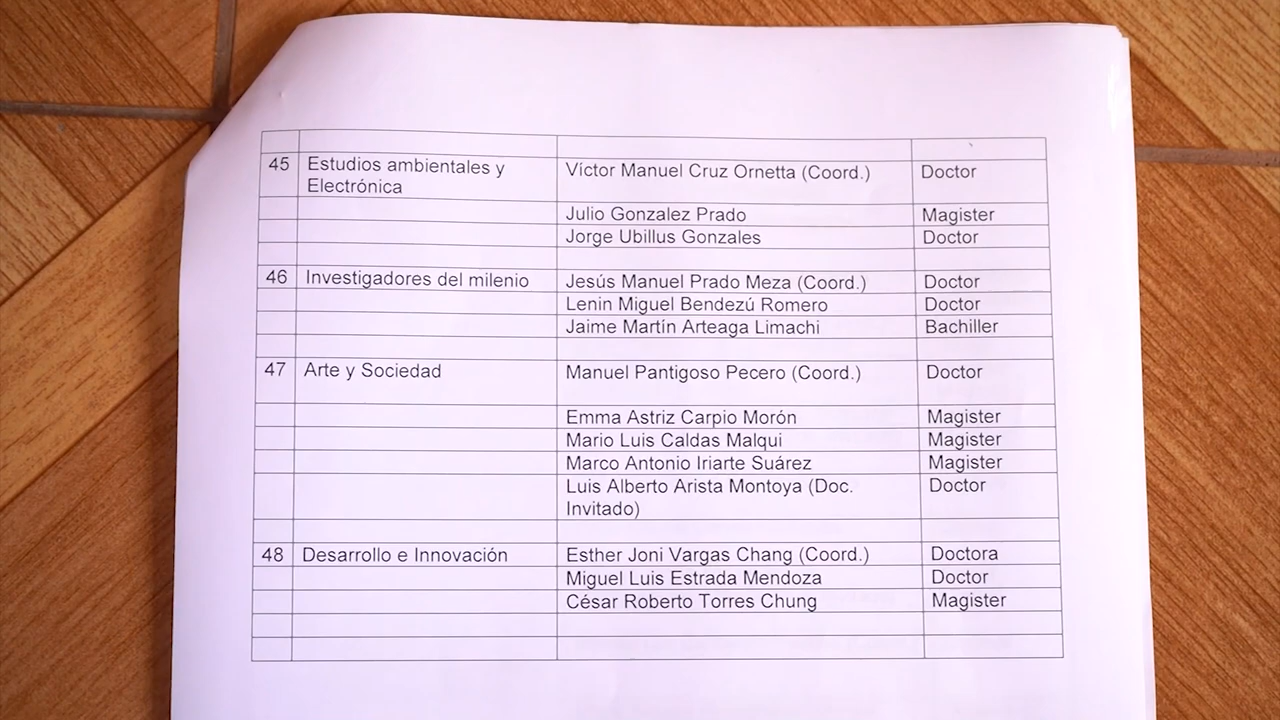 45 Estudios ambientales y Víctor Manuel Cruz Ornetta (Coord.) Doctor
Electrónica
Julio Gonzalez Prado Magister
Jorge Ubillus Gonzales Doctor
46 Investigadores del milenio Jesús Manuel Prado Meza (Coord.) Doctor
Lenin Miguel Bendezú Romero Doctor
Jaime Martín Arteaga Limachi Bachiller
47 Arte y Sociedad Manuel Pantigoso Pecero (Coord.) Doctor
Emma Astriz Carpio Morón Magister
Mario Luis Caldas Malqui Magister
Marco Antonio Iriarte Suárez Magister
Luis Alberto Arista Montoya (Doc. Doctor
Invitado)
48 Desarrollo e Innovación Esther Joni Vargas Chang (Coord.) Doctora
Miguel Luis Estrada Mendoza Doctor
César Roberto Torres Chung Magister